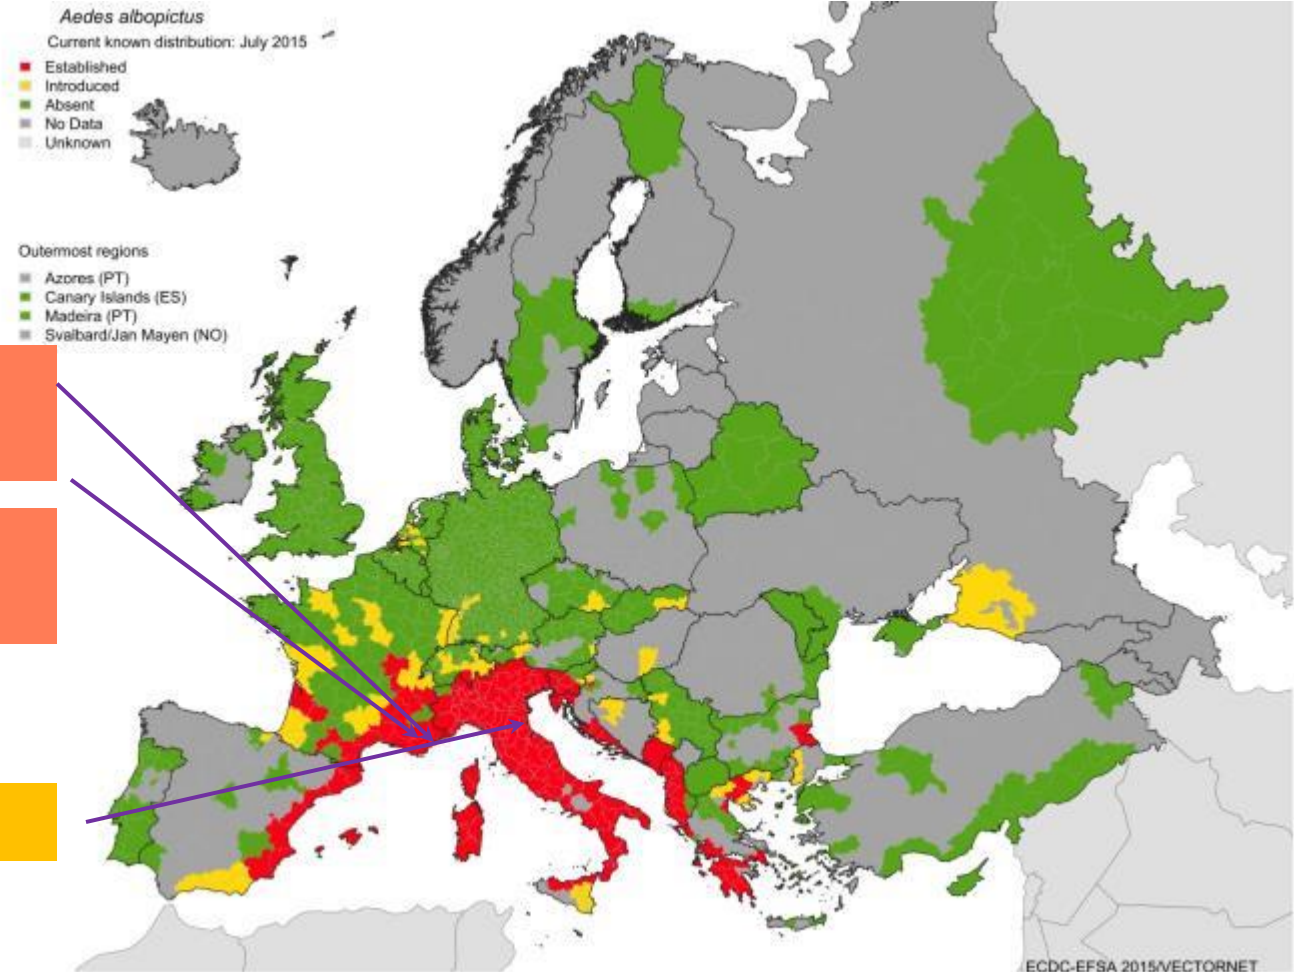 Aedes albopictus
Current known distribution: July 2015
Established
Introduced
Absent
No Data
Unknown
Outermost regions
Azores (PT)
Canary Islands (ES)
Madeira (PT)
Svalbard/Jan Mayen (NO)
ECDC-EFSA 2015/VECTORNET